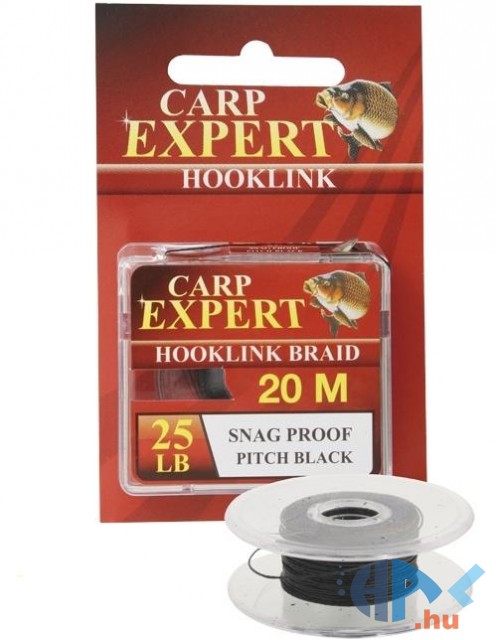 CARP
EXPERT
HOOKLINK
CARP
EXPERT
HOOKLINK BRAID
20 M
25
LB
SNAG PROOF
PITCH BLACK
.hu